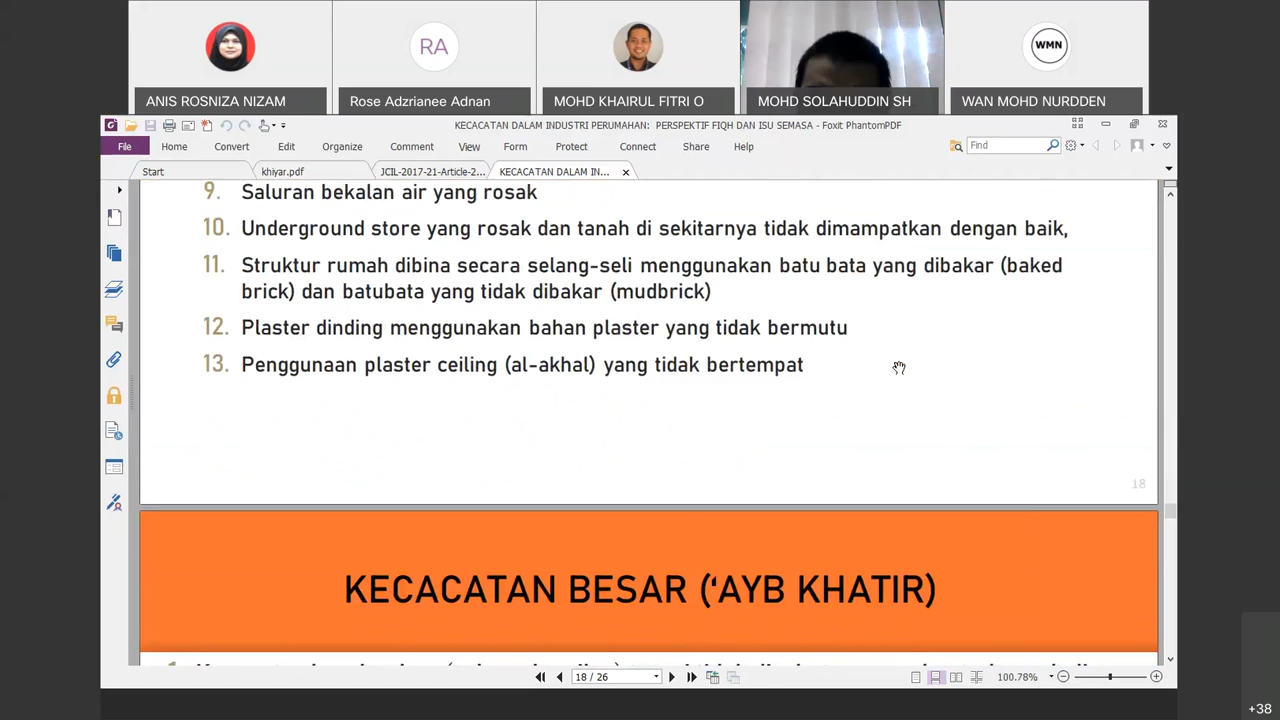 RA
WMN
ANIS ROSNIZA NIZAM
Rose Adzrianee Adnan
MOHD KHAIRUL FITRI O
MOHD SOLAHUDDIN SH
WAN MOHD NURDDEN
KECACATAN DALAM INDUSTRI PERUMAHAN: PERSPEKTIF FIQH DAN ISU SEMASA - Foxit PhantomPDF
File Home Convert Edit Organize Comment View Form Protect Connect Share Help Find
Start khiyar.pdf JCIL-2017-21-Article-2... KECACATAN DALAM IN...
9. Saluran bekalan air yang rosak
10. Underground store yang rosak dan tanah di sekitarnya tidak dimampatkan dengan baik,
11. Struktur rumah dibina secara selang-seli menggunakan batu bata yang dibakar (baked
brick) dan batubata yang tidak dibakar (mudbrick)
12. Plaster dinding menggunakan bahan plaster yang tidak bermutu
13. Penggunaan plaster ceiling (al-akhal) yang tidak bertempat
18
KECACATAN BESAR (‘AYB KHATIR)
18 / 26
100.78%
+38